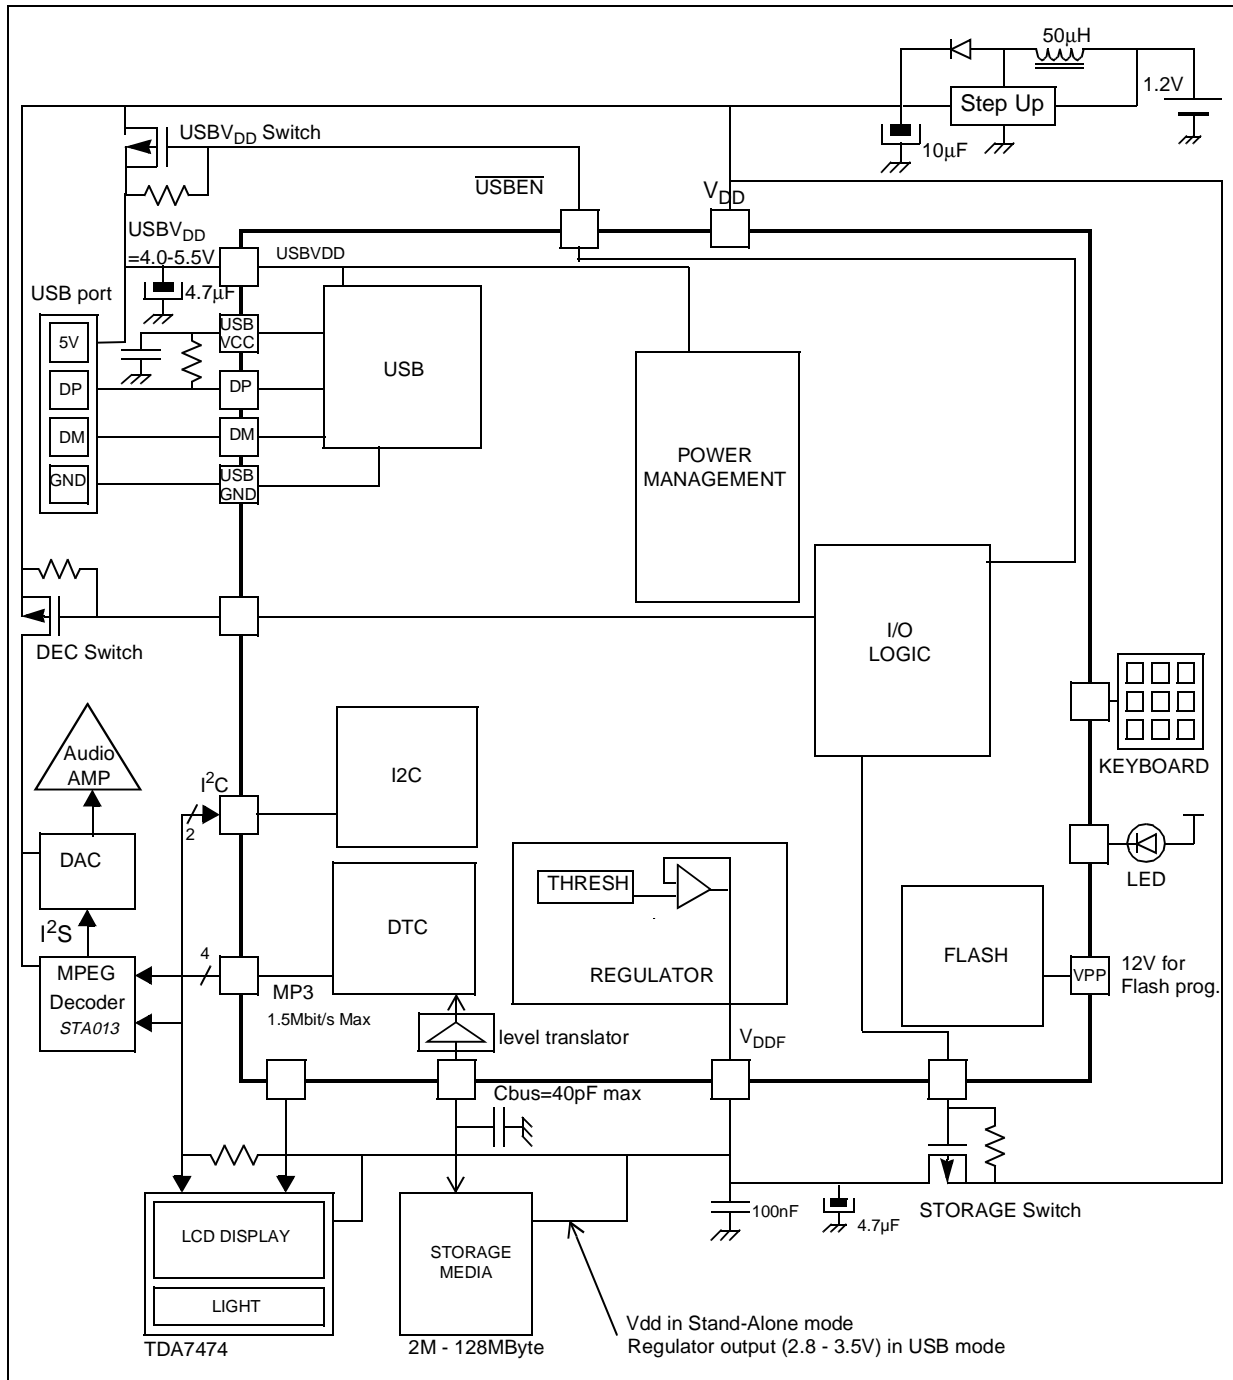 50μH
1.2V
Step Up
10μF
USBVDD Switch
USBEN
VDD
USBVDD
=4.0-5.5V
USBVDD
4.7μF
USB port
5V
USB
VCC
USB
DP
DP
DM
DM
GND
USB
GND
POWER
MANAGEMENT
I/O
LOGIC
DEC Switch
KEYBOARD
Audio
AMP
I2C
2
I2C
DAC
LED
THRESH
I2S
DTC
REGULATOR
FLASH
VPP
12V for
Flash prog.
MPEG
Decoder
STA013
4
MP3
1.5Mbit/s Max
level translator
VDDF
Cbus=40pF max
100nF
4.7μF
STORAGE Switch
LCD DISPLAY
LIGHT
TDA7474
STORAGE
MEDIA
2M - 128MByte
Vdd in Stand-Alone mode
Regulator output (2.8 - 3.5V) in USB mode